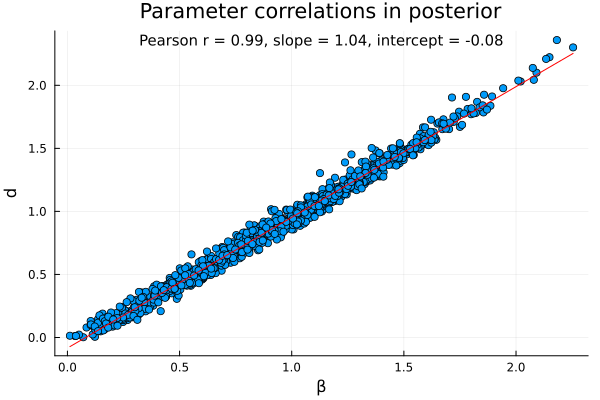 Parameter correlations in posterior
Pearson r = 0.99, slope = 1.04, intercept = -0.08
d
2.0
1.5
1.0
0.5
0.0
0.0 0.5 1.0 1.5 2.0
β